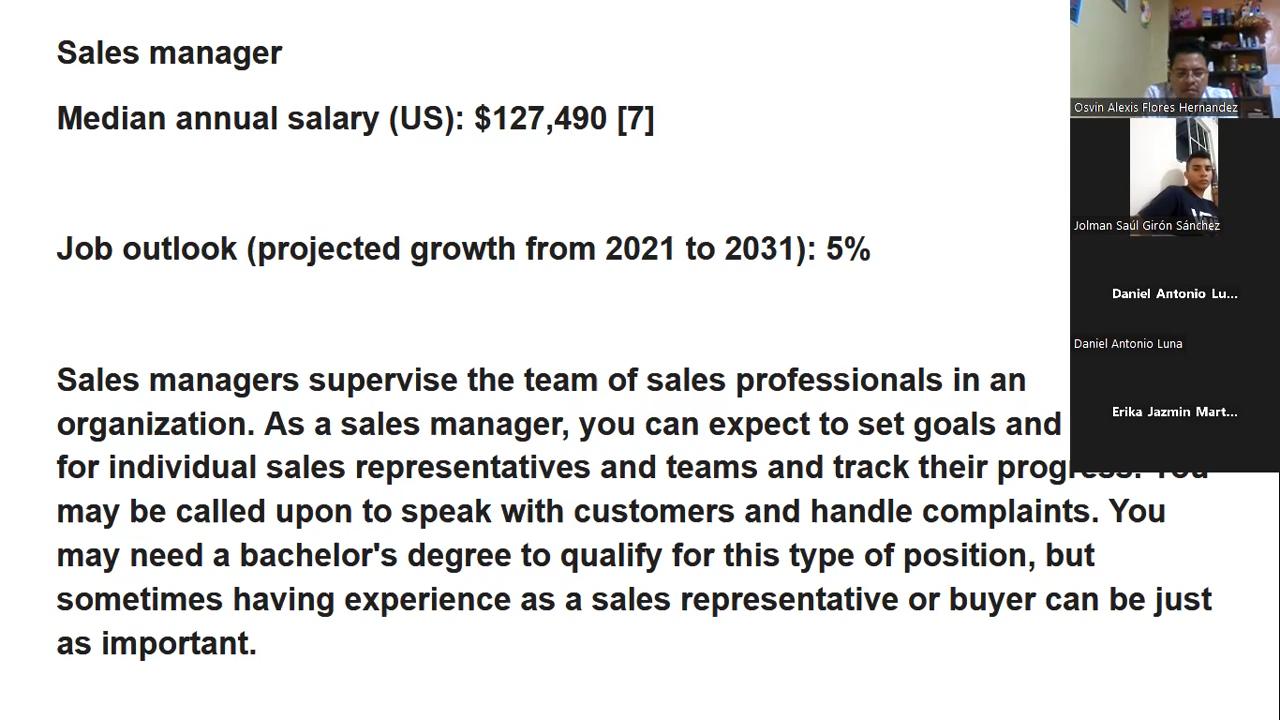 Sales manager
Median annual salary (US): $127,490 [7]
Job outlook (projected growth from 2021 to 2031): 5%
Sales managers supervise the team of sales professionals in an
organization. As a sales manager, you can expect to set goals and
for individual sales representatives and teams and track their progress. You
may be called upon to speak with customers and handle complaints. You
may need a bachelor's degree to qualify for this type of position, but
sometimes having experience as a sales representative or buyer can be just
as important.
Osvin Alexis Flores Hernandez
Jolman Saúl Girón Sánchez
Daniel Antonio Lu...
Daniel Antonio Luna
Erika Jazmin Mart...